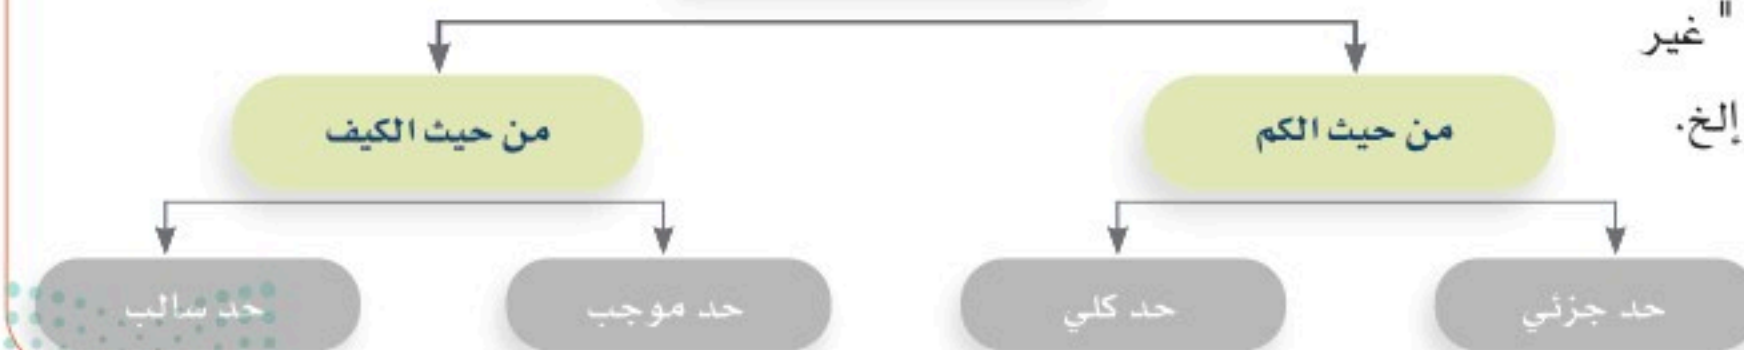 " غير
إلخ.
من حيث الكم
من حيث الكيف
حد جزئي
حد كلي
حد موجب
حد سالب